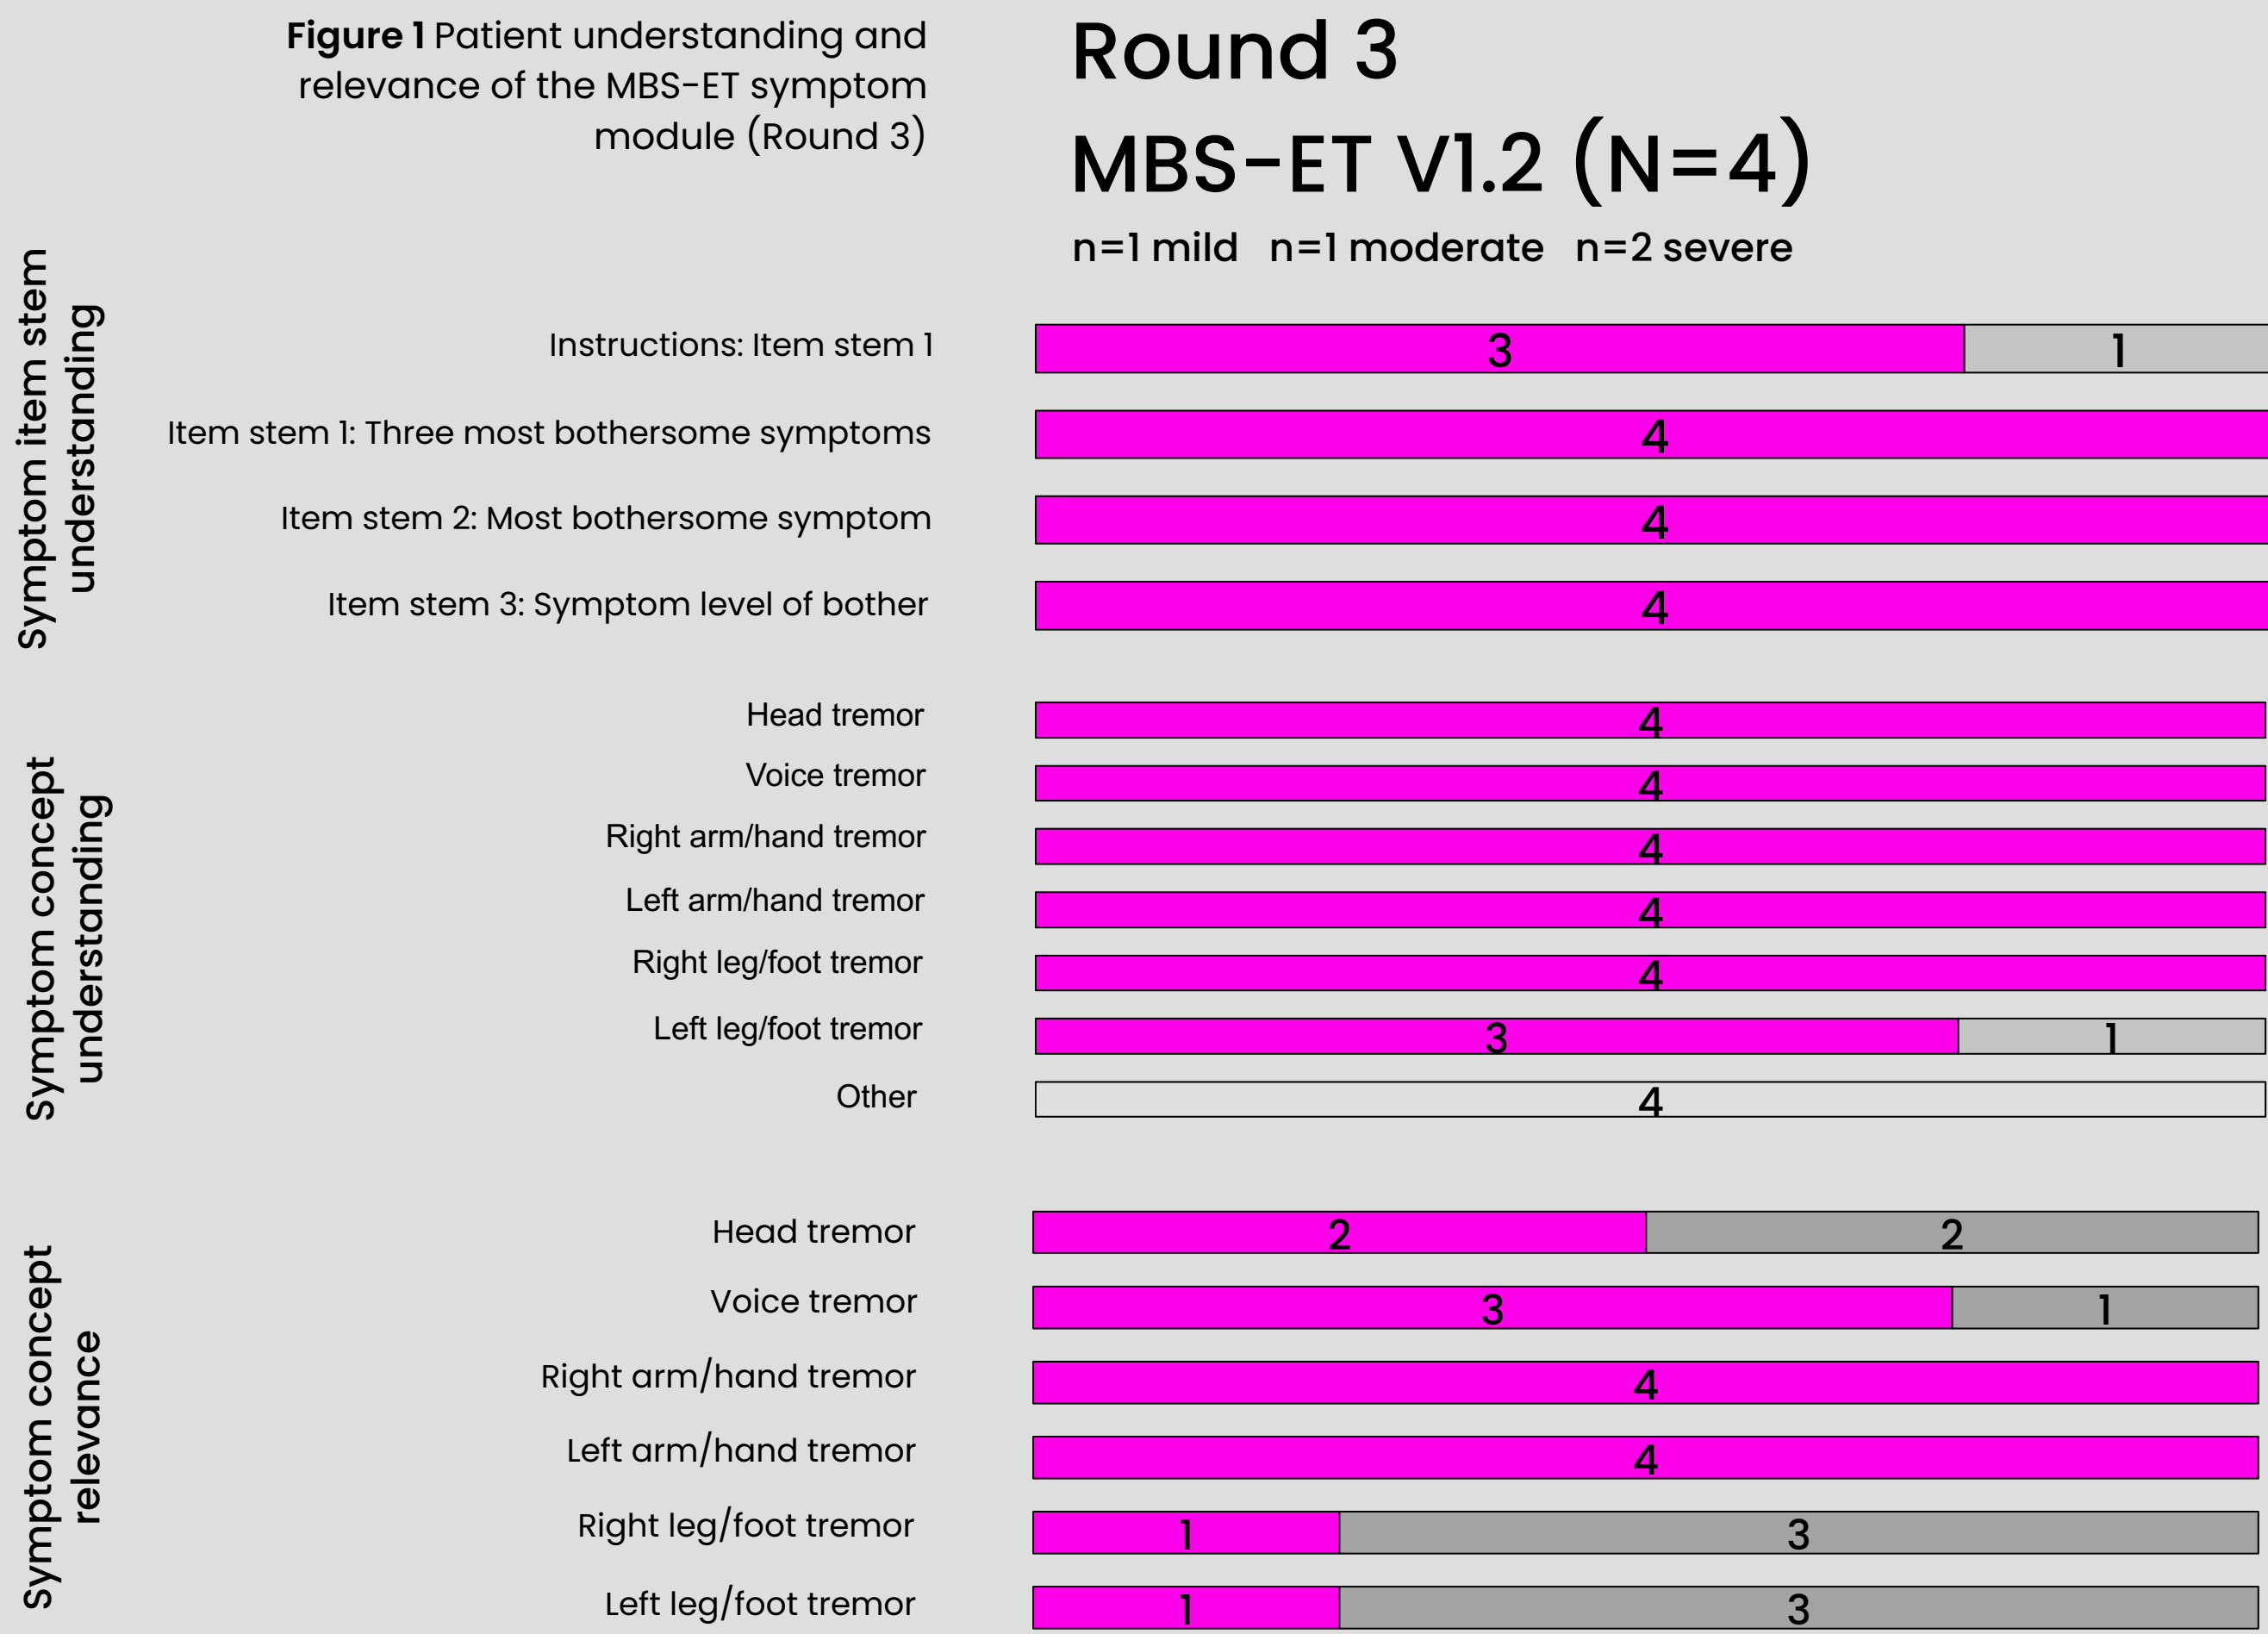 Figure 1 Patient understanding and
relevance of the MBS-ET symptom
module (Round 3)
Round 3
MBS-ET V1.2 (N=4)
n=1 mild n=1 moderate n=2 severe
Symptom item stem
understanding
Instructions: Item stem 1
3
1
Item stem 1: Three most bothersome symptoms
4
Item stem 2: Most bothersome symptom
4
Item stem 3: Symptom level of bother
4
Symptom concept
understanding
Head tremor
4
Voice tremor
4
Right arm/hand tremor
4
Left arm/hand tremor
4
Right leg/foot tremor
4
Left leg/foot tremor
3
1
Other
4
Symptom concept
relevance
Head tremor
2
2
Voice tremor
3
1
Right arm/hand tremor
4
Left arm/hand tremor
4
Right leg/foot tremor
1
3
Left leg/foot tremor
1
3